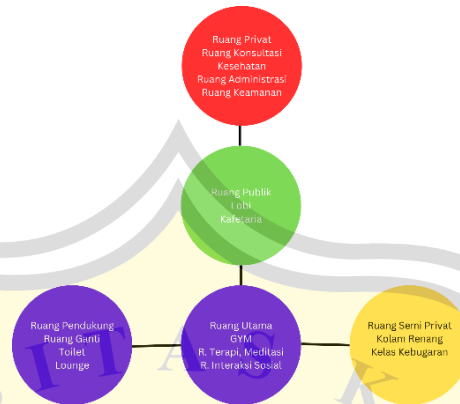 Ruang Privat
Ruang Konsultasi
Kesehatan
Ruang Administrasi
Ruang Keamanan
Ruang Publik
Lobi
Kafetaria
Ruang Pendukung
Ruang Ganti
Toilet
Lounge
Ruang Utama
GYM
R. Terapi, Meditasi
R. Interaksi Sosial
Ruang Semi Privat
Kolam Renang
Kelas Kebugaran
I T A S K